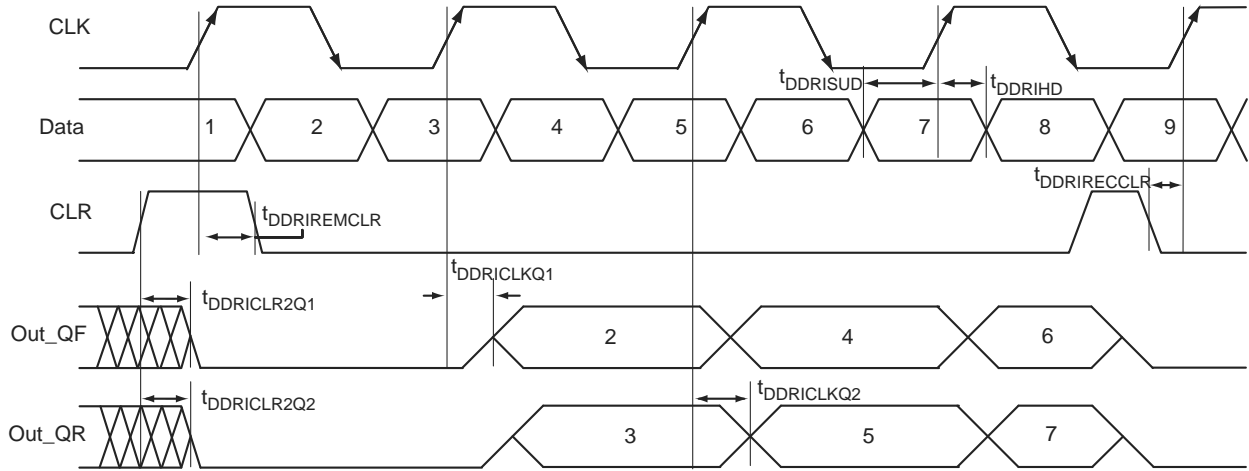 CLK
tDDRISUD
tDDRIHD
Data
1 2 3 4 5 6 7 8 9
CLR
tDDRIREMCLR
tDDRIRECCLR
tDDRICLKQ1
tDDRICLR2Q1
Out_QF
2 4 6
tDDRICLR2Q2
tDDRICLKQ2
Out_QR
3 5 7